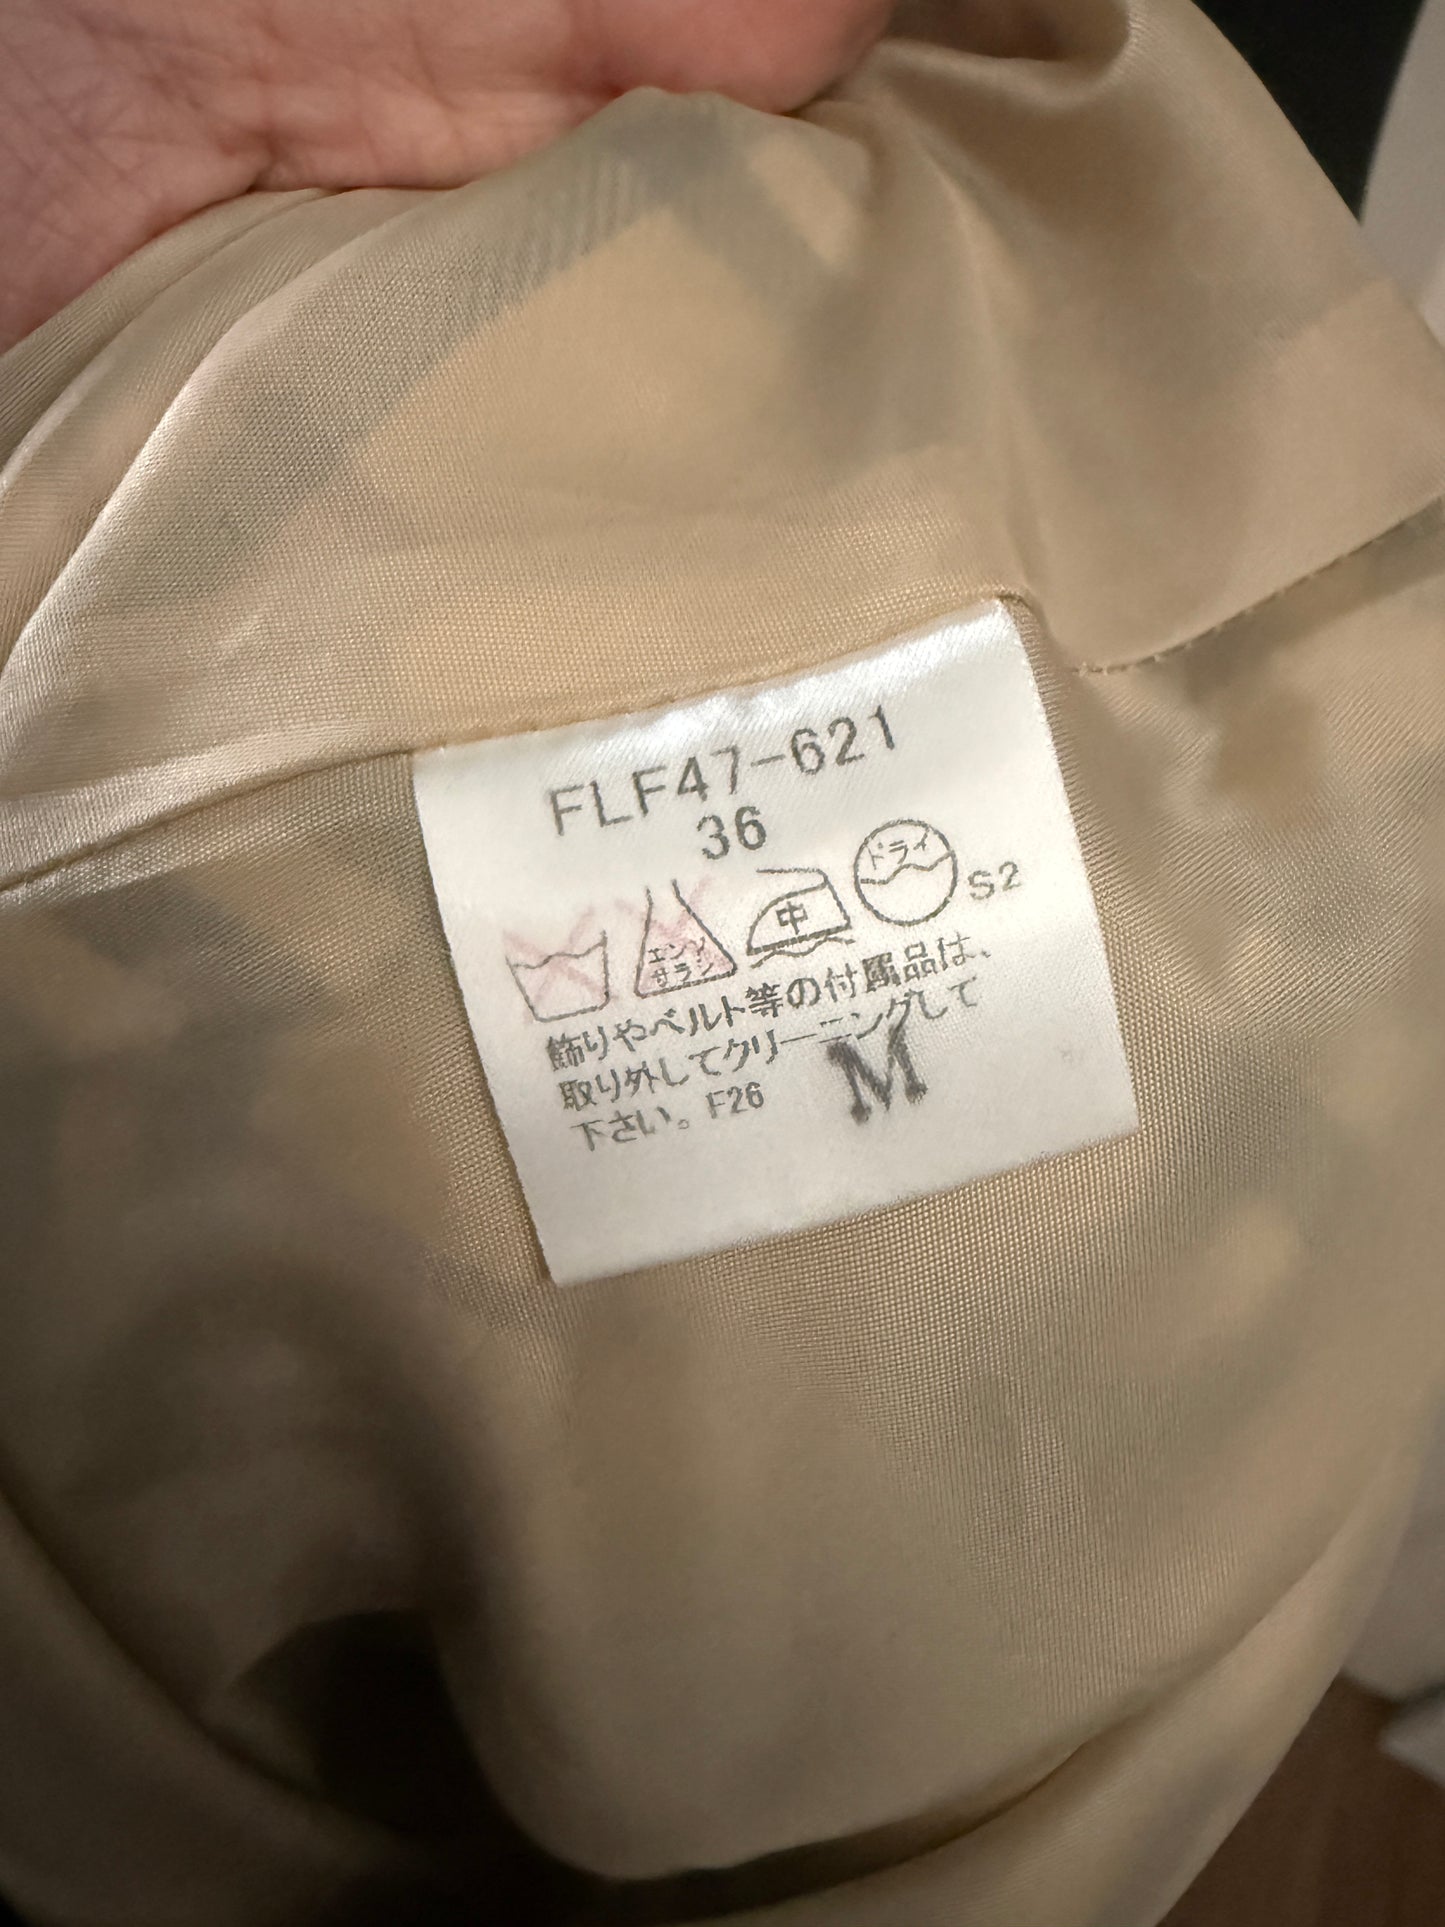 FLF47-621
36
エンソ
サラシ
中
ドライ
S2
飾りやベルト等の付属品は、
取り外してクリーニングして
下さい。F26
M